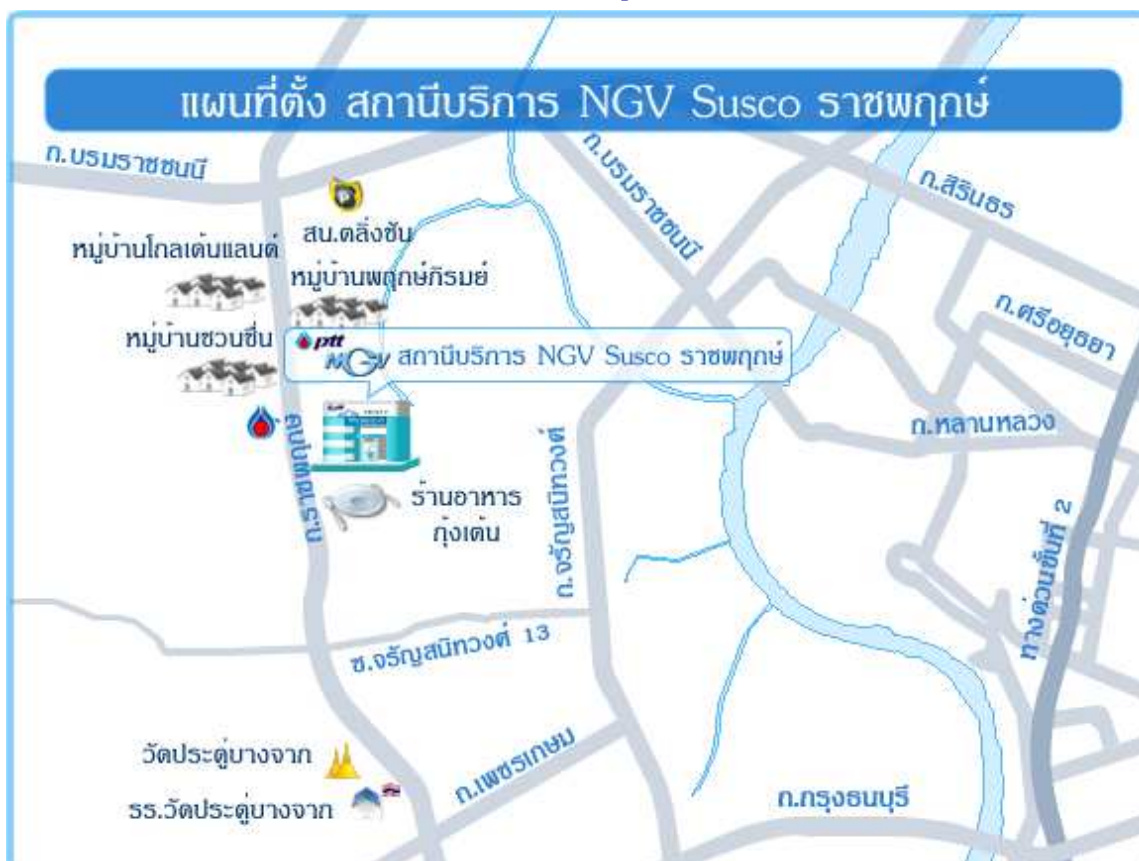 แผนที่ตั้ง สถานีบริการ NGV Susco ราชพฤกษ์
ถ.บรมราชชนนี
ถ.บรมราชชนนี
ถ.สิรินธร
สน.ตลิ่งชัน
หมู่บ้านโกลเด้นแลนด์
หมู่บ้านพฤกษ์ภิรมย์
ถ.ศรีอยุธยา
หมู่บ้านชวนชื่น
ptt
NGV
สถานีบริการ NGV Susco ราชพฤกษ์
ถ.หลานหลวง
ถ.ราชพฤกษ์
ถ.จรัญสนิทวงศ์
ร้านอาหาร
กุ้งเต้น
ทางด่วนขั้นที่ 2
ซ.จรัญสนิทวงศ์ 13
วัดประดู่บางจาก
ถ.เพชรเกษม
รร.วัดประดู่บางจาก
ถ.กรุงธนบุรี